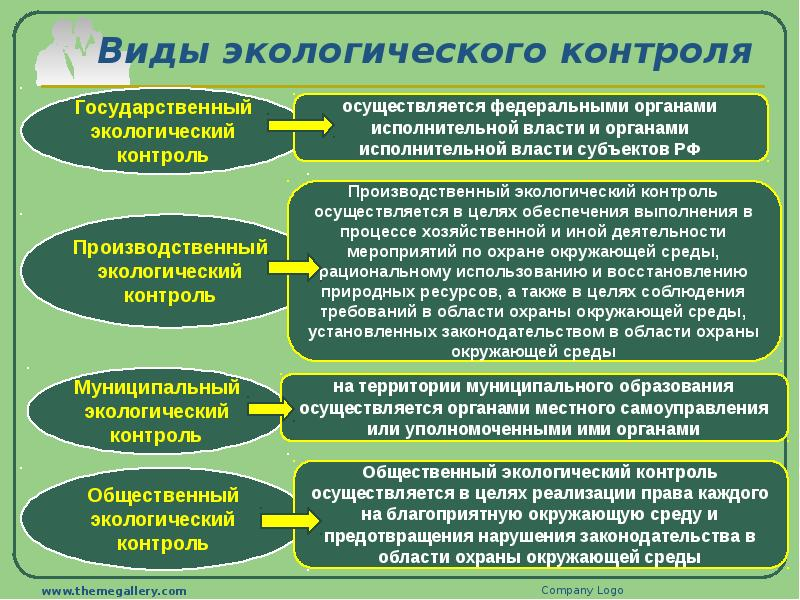 Виды экологического контроля
Государственный
экологический
контроль
осуществляется федеральными органами
исполнительной власти и органами
исполнительной власти субъектов РФ
Производственный
экологический
контроль
Производственный экологический контроль
осуществляется в целях обеспечения выполнения в
процессе хозяйственной и иной деятельности
мероприятий по охране окружающей среды,
рациональному использованию и восстановлению
природных ресурсов, а также в целях соблюдения
требований в области охраны окружающей среды,
установленных законодательством в области охраны
окружающей среды
Муниципальный
экологический
контроль
на территории муниципального образования
осуществляется органами местного самоуправления
или уполномоченными ими органами
Общественный
экологический
контроль
Общественный экологический контроль
осуществляется в целях реализации права каждого
на благоприятную окружающую среду и
предотвращения нарушения законодательства в
области охраны окружающей среды
www.themegallery.com
Company Logo